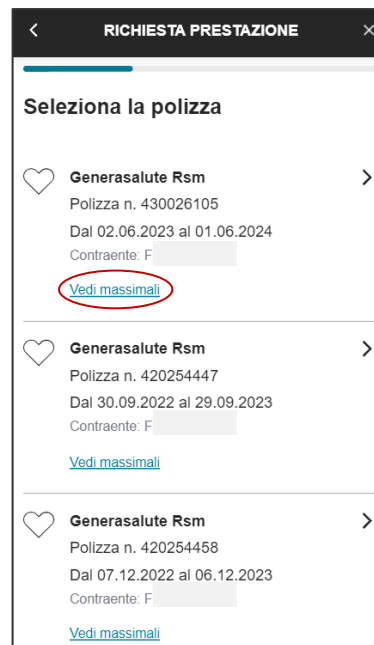 RICHIESTA PRESTAZIONE
Seleziona la polizza
Generasalute Rsm
Polizza n. 430026105
Dal 02.06.2023 al 01.06.2024
Contraente: F
Vedi massimali
Generasalute Rsm
Polizza n. 420254447
Dal 30.09.2022 al 29.09.2023
Contraente: F
Vedi massimali
Generasalute Rsm
Polizza n. 420254458
Dal 07.12.2022 al 06.12.2023
Contraente: F
Vedi massimali